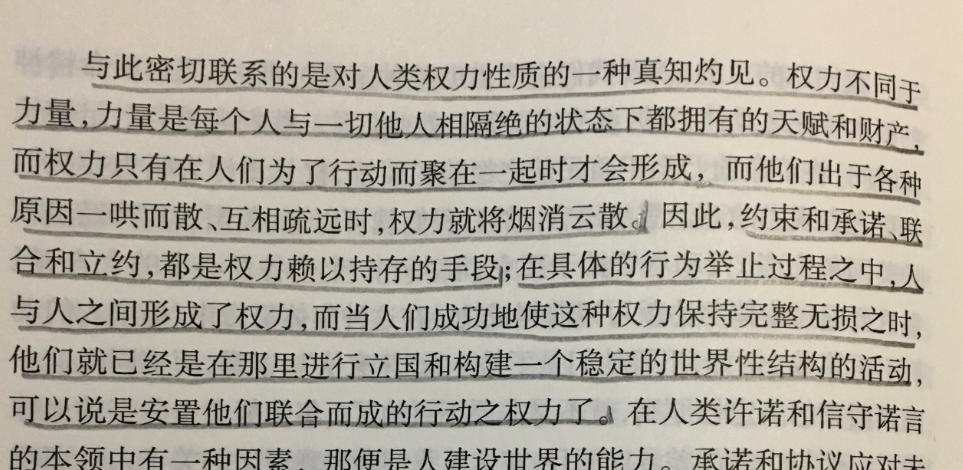 与此密切联系的是对人类权力性质的一种真知灼见。权力不同于
力量,力量是每个人与一切他人相隔绝的状态下都拥有的天赋和财产,
而权力只有在人们为了行动而聚在一起时才会形成，而他们出于各种
原因一哄而散、互相疏远时,权力就将烟消云散。因此,约束和承诺、联
合和立约,都是权力赖以持存的手段;在具体的行为举止过程之中,人
与人之间形成了权力,而当人们成功地使这种权力保持完整无损之时,
他们就已经是在那里进行立国和构建一个稳定的世界性结构的活动,
可以说是安置他们联合而成的行动之权力了。在人类许诺和信守诺言
的本领中有一种因素，那便是人建设世界的能力。承诺和协议应对未